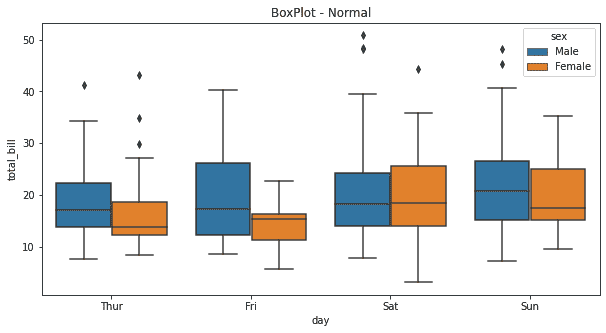 BoxPlot - Normal
sex
Male
Female
total_bill
50
40
30
20
10
Thur Fri Sat Sun
day